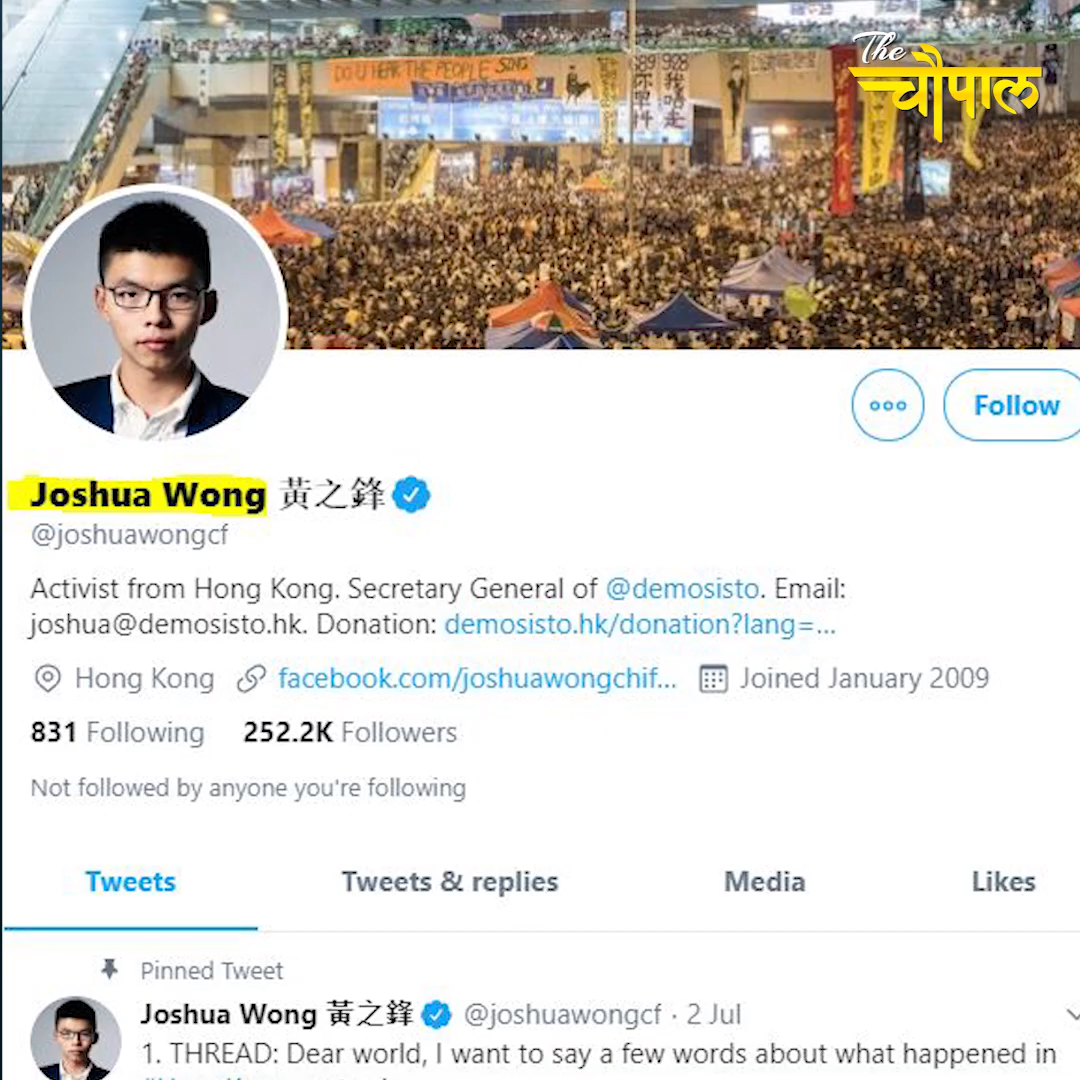 The
चौपाल
DO U HEAR THE PEOPLE SING
689
928
Follow
Joshua Wong 黃之鋒
@joshuawongcf
Activist from Hong Kong. Secretary General of @demosisto. Email:
joshua@demosisto.hk. Donation: demosisto.hk/donation?lang=...
Hong Kong facebook.com/joshuawongchif... Joined January 2009
831 Following 252.2K Followers
Not followed by anyone you're following
Tweets Tweets & replies Media Likes
Pinned Tweet
Joshua Wong 黃之鋒 @joshuawongcf · 2 Jul
1. THREAD: Dear world, I want to say a few words about what happened in